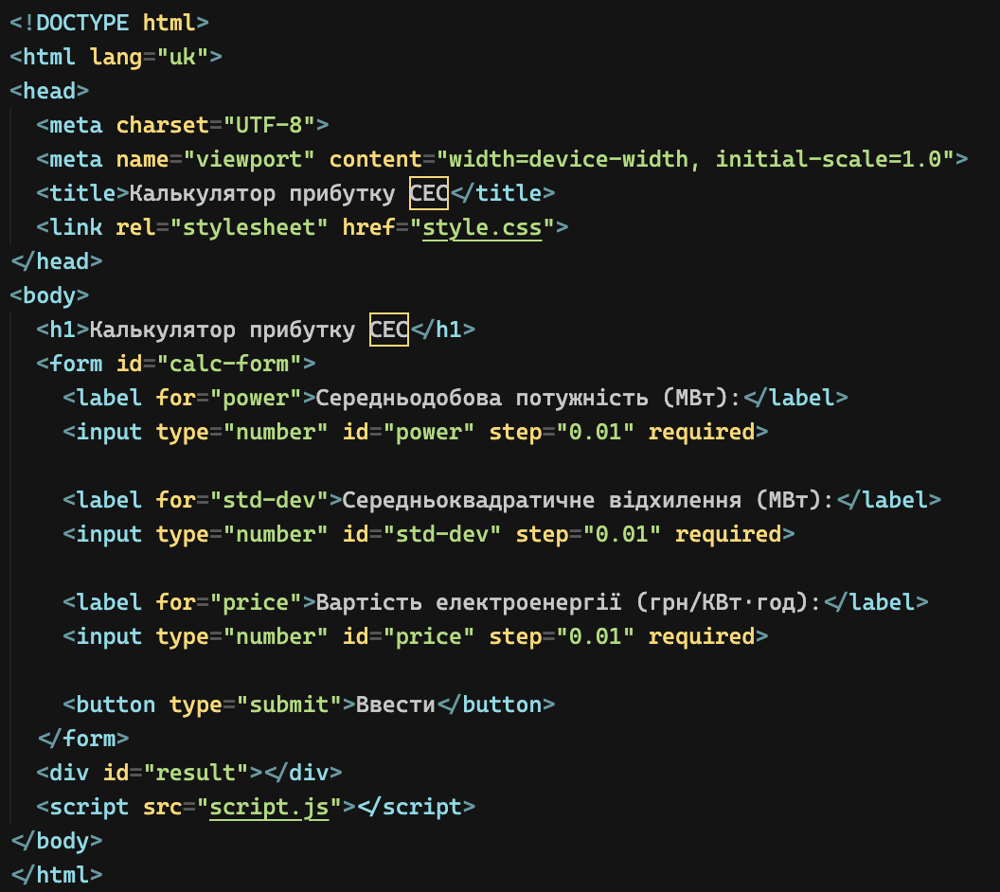 <!DOCTYPE html>
<html lang="uk">
<head>
<meta charset="UTF-8">
<meta name="viewport" content="width=device-width, initial-scale=1.0">
<title>Калькулятор прибутку СЕС</title>
<link rel="stylesheet" href="style.css">
</head>
<body>
<h1>Калькулятор прибутку СЕС</h1>
<form id="calc-form">
<label for="power">Середньодобова потужність (МВт):</label>
<input type="number" id="power" step="0.01" required>
<label for="std-dev">Середньоквадратичне відхилення (МВт):</label>
<input type="number" id="std-dev" step="0.01" required>
<label for="price">Вартість електроенергії (грн/КВт·год):</label>
<input type="number" id="price" step="0.01" required>
<button type="submit">Ввести</button>
</form>
<div id="result"></div>
<script src="script.js"></script>
</body>
</html>